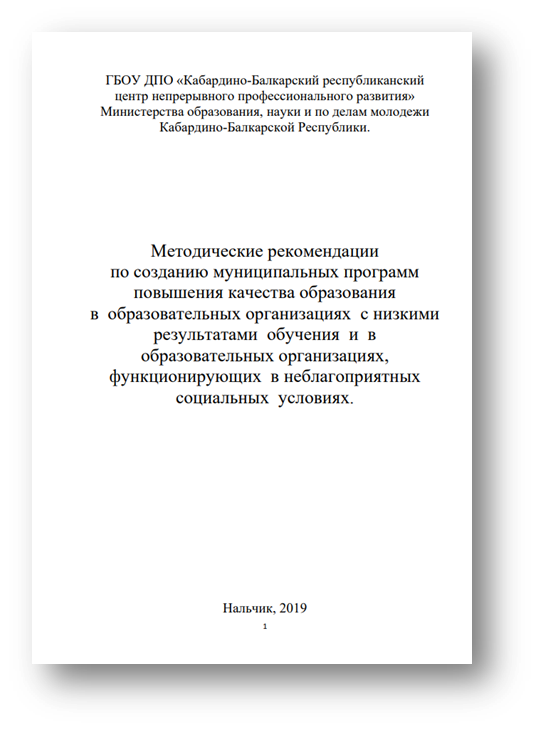 ГБОУ ДПО «Кабардино-Балкарский республиканский
центр непрерывного профессионального развития»
Министерства образования, науки и по делам молодежи
Кабардино-Балкарской Республики.
Методические рекомендации
по созданию муниципальных программ
повышения качества образования
в образовательных организациях с низкими
результатами обучения и в
образовательных организациях,
функционирующих в неблагоприятных
социальных условиях.
Нальчик, 2019
1